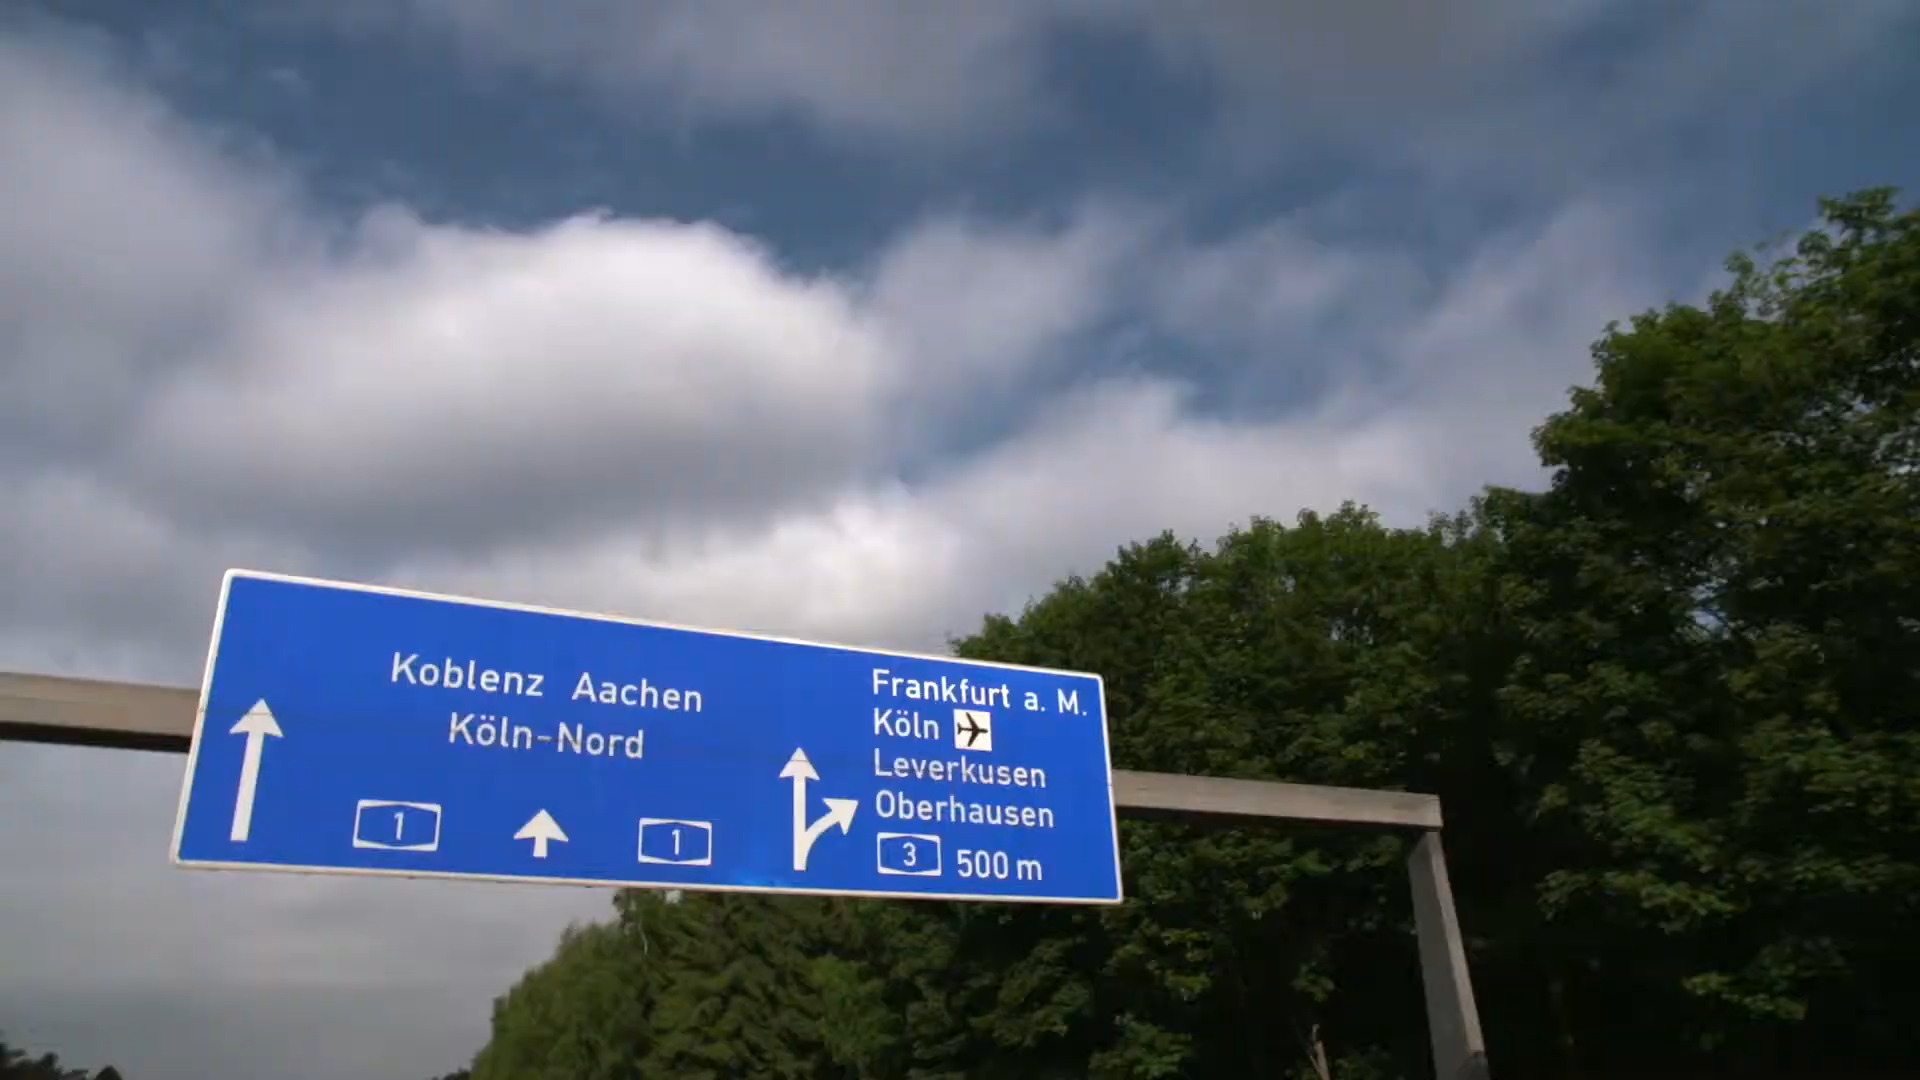 Koblenz Aachen
Köln-Nord
1
1
Frankfurt a. M.
Köln
Leverkusen
Oberhausen
3 500 m